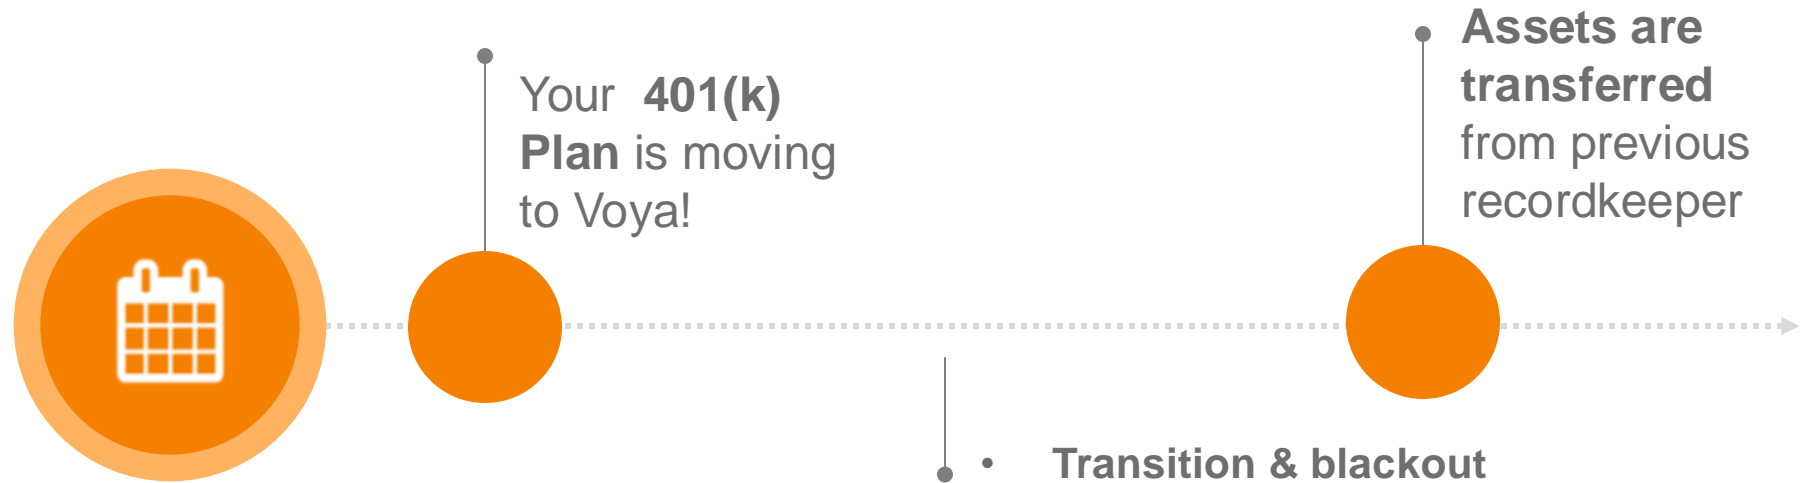 Your 401(k)
Plan is moving
to Voya!
Assets are
transferred
from previous
recordkeeper
• Transition & blackout